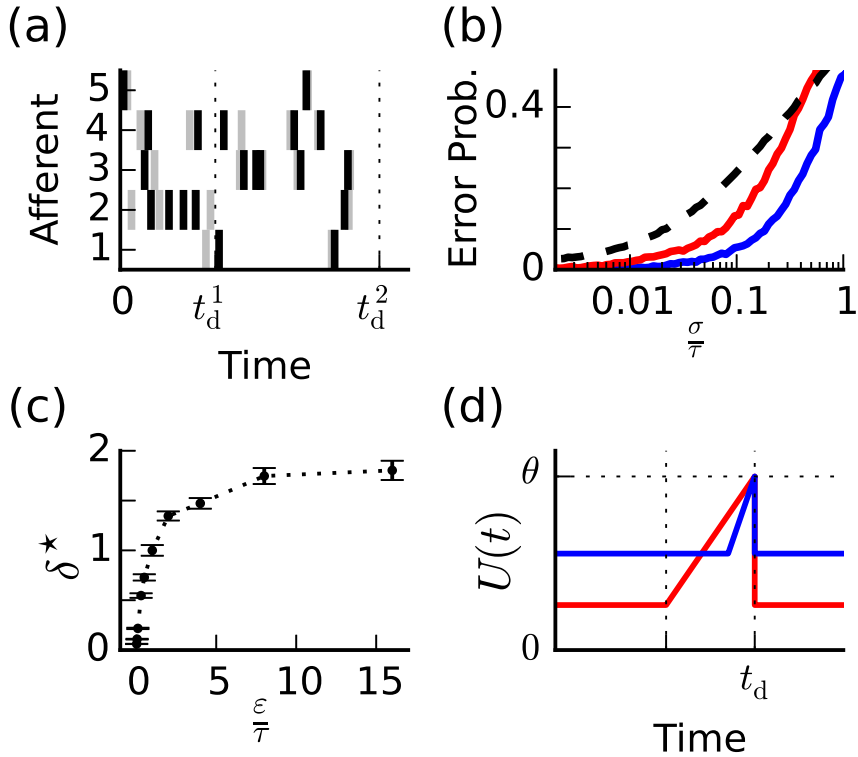 (a)
Afferent
5
4
3
2
1
0
t_d^1
t_d^2
Time
(b)
Error Prob.
0.4
0
0.01
0.1
1
σ/τ
(c)
δ★
2
1
0
0
5
10
15
ε/τ
(d)
U(t)
θ
0
t_d
Time